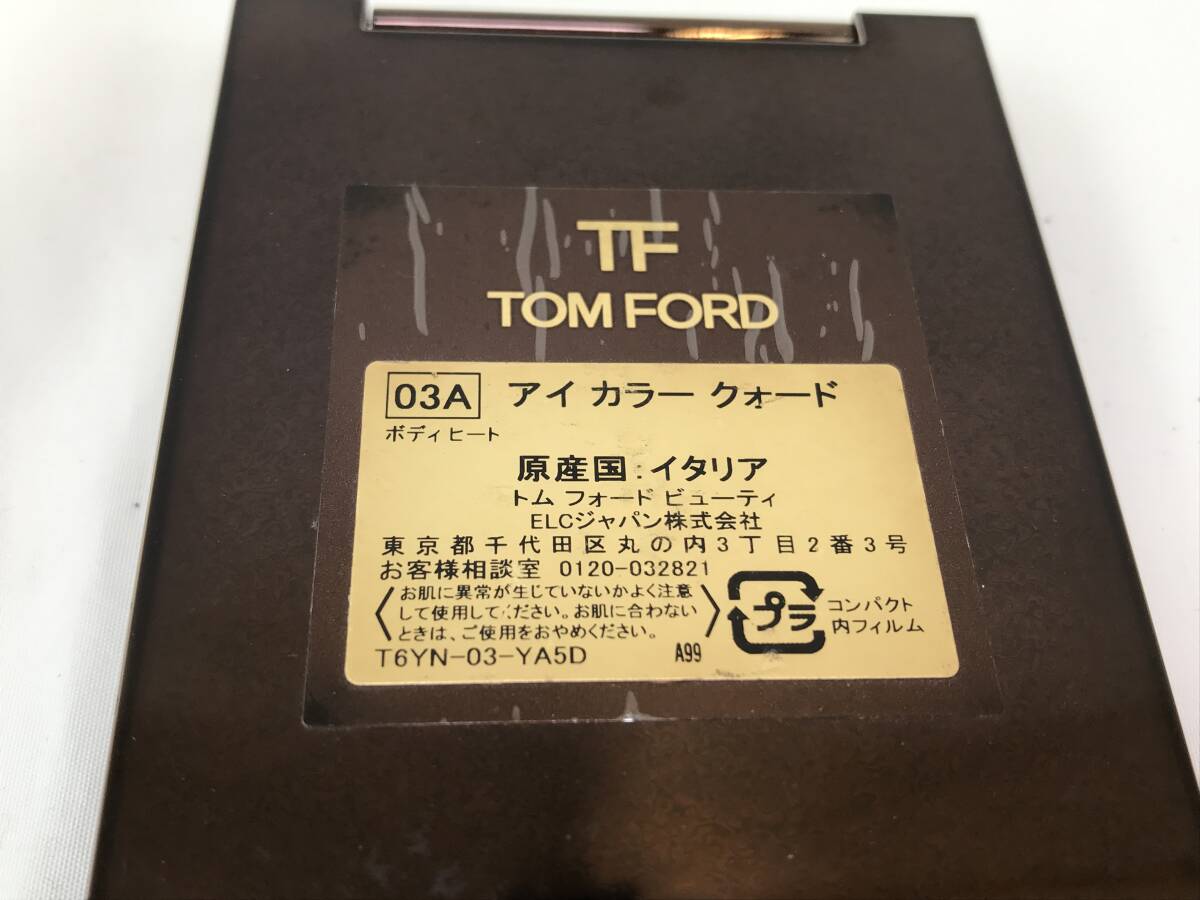 TF
TOM FORD
03A アイ カラー クォード
ボディヒート
原産国:イタリア
トム フォード ビューティ
ELCジャパン株式会社
東京都千代田区丸の内3丁目2番3号
お客様相談室 0120-032821
お肌に異常が生じていないかよく注意
して使用してください。お肌に合わない
ときは、ご使用をおやめください。
プラ コンパクト
内フィルム
T6YN-03-YA5D A99